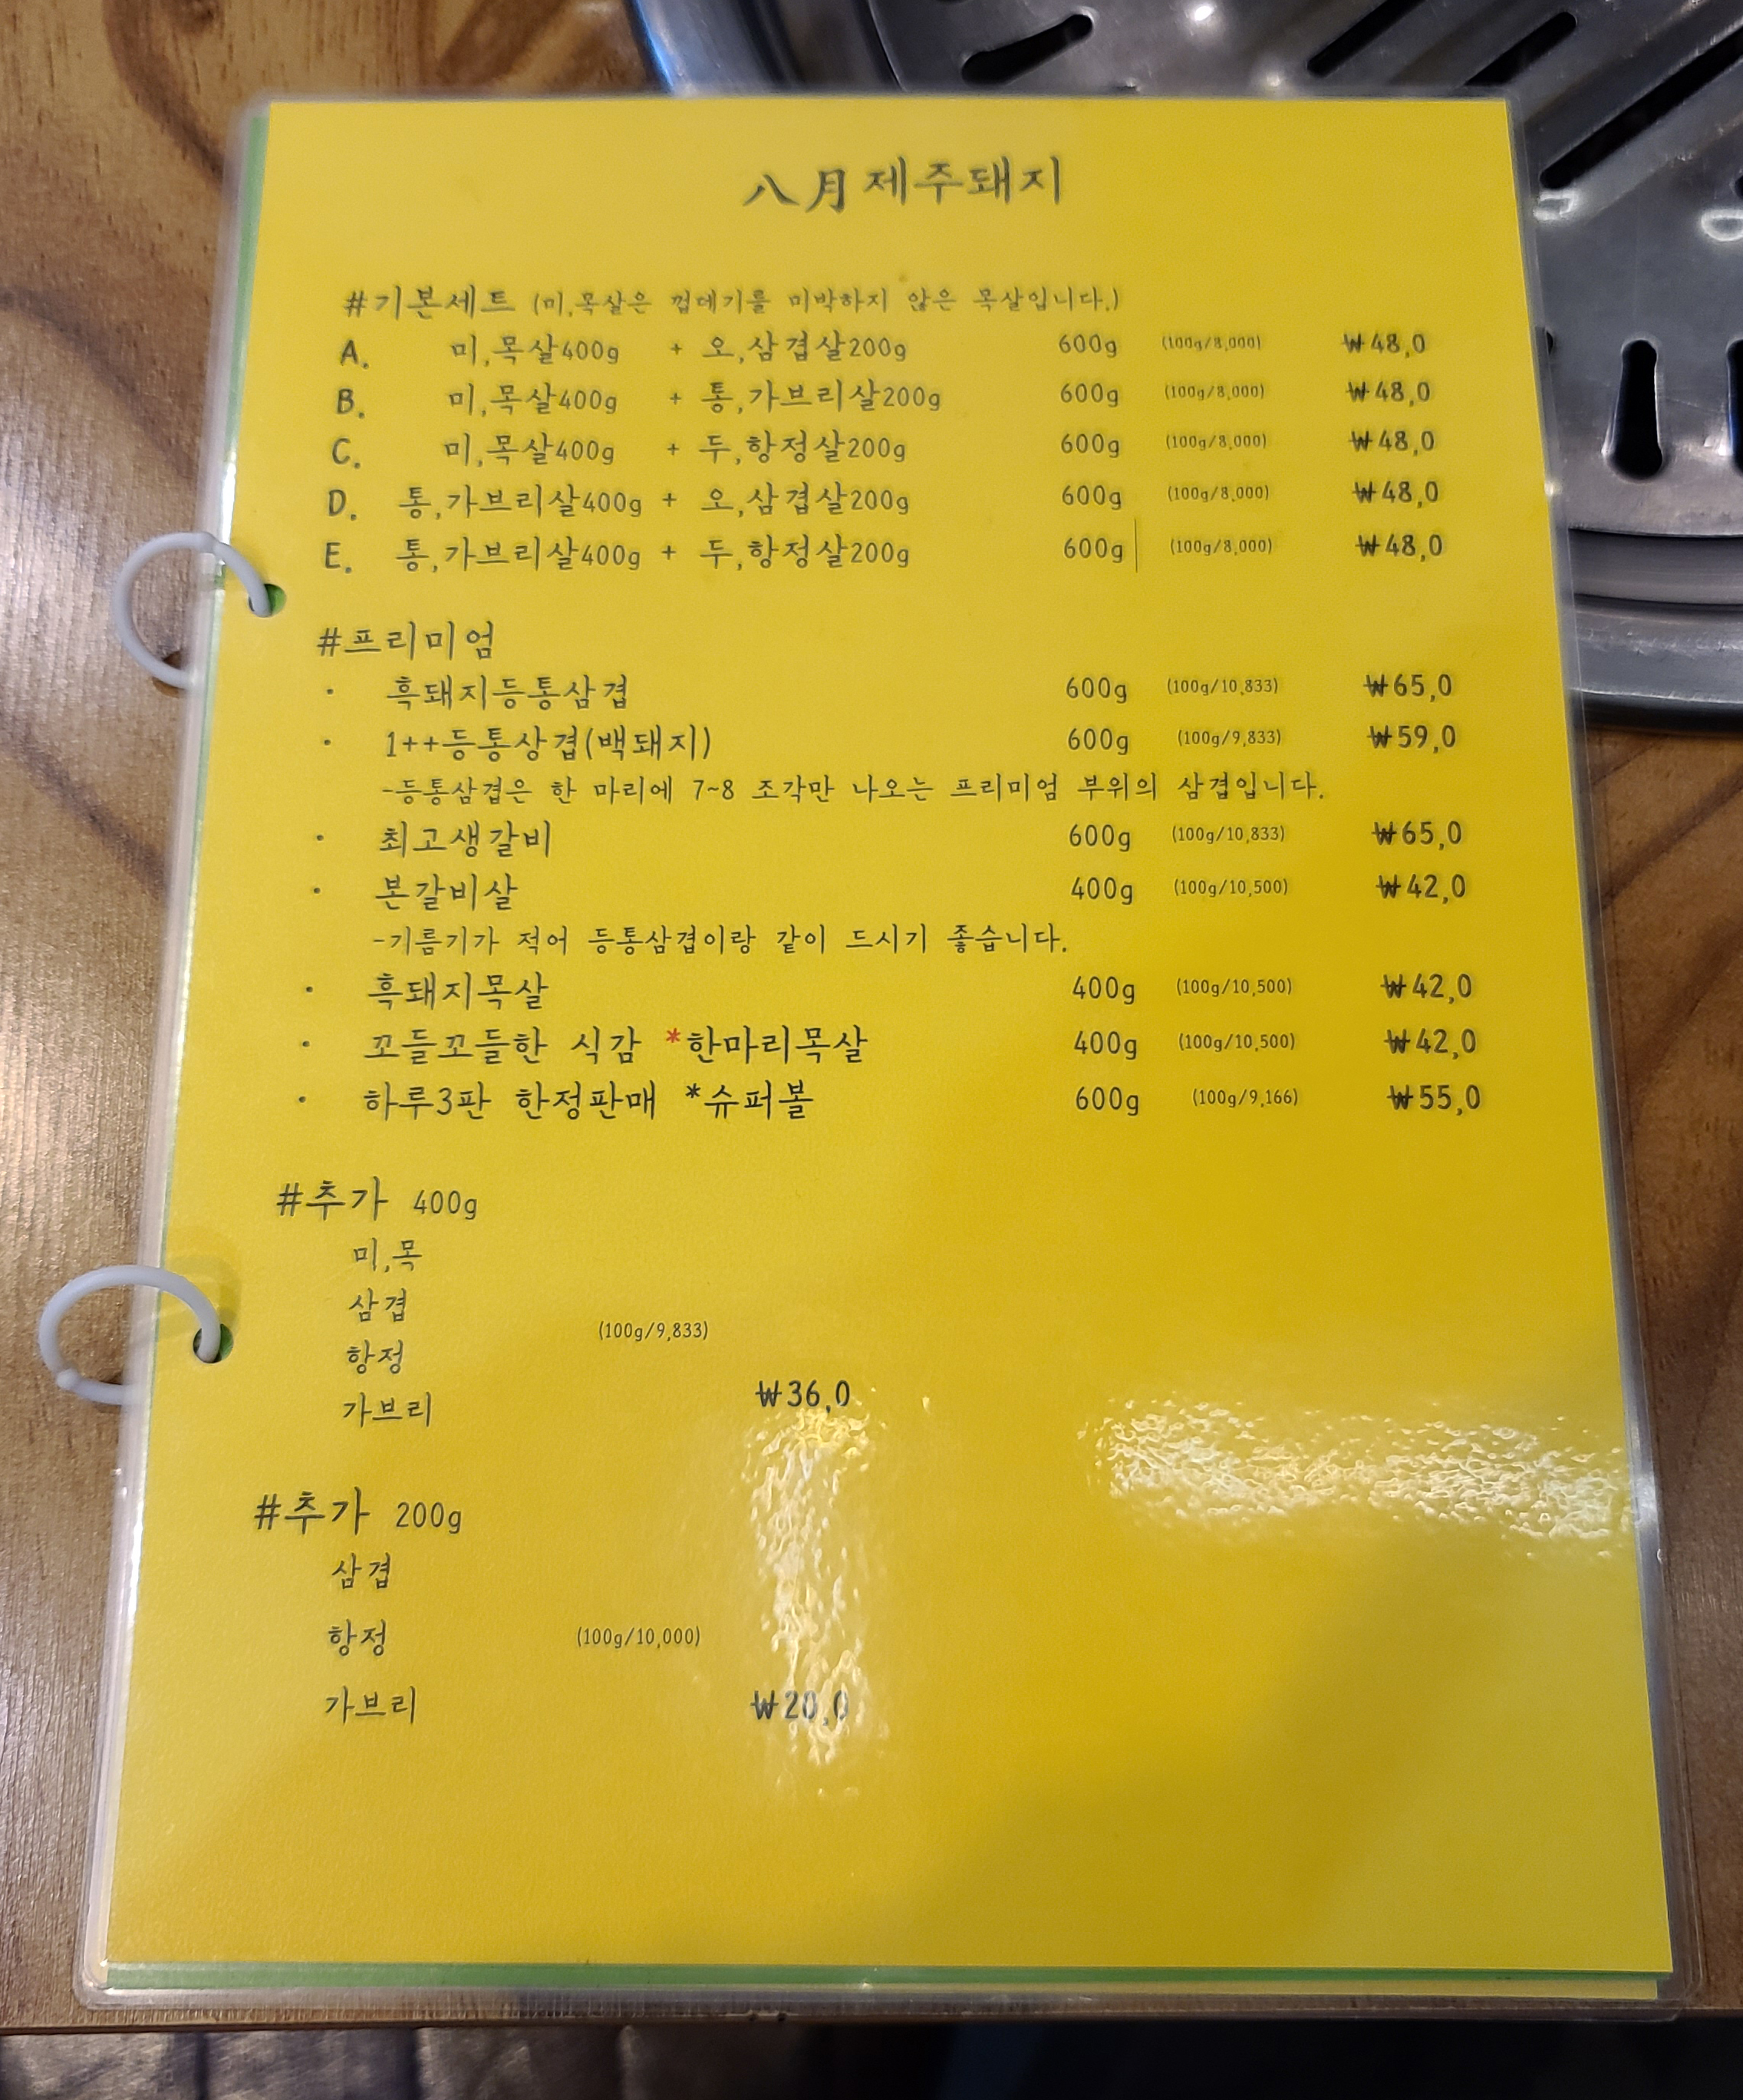 八月제주돼지
#기본세트 (미,목살은 껍데기를 미박하지 않은 목살입니다.)
A. 미,목살400g + 오,삼겹살200g 600g (100g/8,000) ₩48,0
B. 미,목살400g + 통,가브리살200g 600g (100g/8,000) ₩48,0
C. 미,목살400g + 두,항정살200g 600g (100g/8,000) ₩48,0
D. 통,가브리살400g + 오,삼겹살200g 600g (100g/8,000) ₩48,0
E. 통,가브리살400g + 두,항정살200g 600g (100g/8,000) ₩48,0
#프리미엄
· 흑돼지등통삼겹 600g (100g/10,833) ₩65,0
· 1++등통상겹(백돼지) 600g (100g/9,833) ₩59,0
-등통삼겹은 한 마리에 7~8 조각만 나오는 프리미엄 부위의 삼겹입니다.
· 최고생갈비 600g (100g/10,833) ₩65,0
· 본갈비살 400g (100g/10,500) ₩42,0
-기름기가 적어 등통삼겹이랑 같이 드시기 좋습니다.
· 흑돼지목살 400g (100g/10,500) ₩42,0
· 꼬들꼬들한 식감 *한마리목살 400g (100g/10,500) ₩42,0
· 하루3판 한정판매 *슈퍼볼 600g (100g/9,166) ₩55,0
#추가 400g
미,목
삼겹
(100g/9,833)
항정
₩36,0
가브리
#추가 200g
삼겹
항정 (100g/10,000)
가브리 ₩20,0